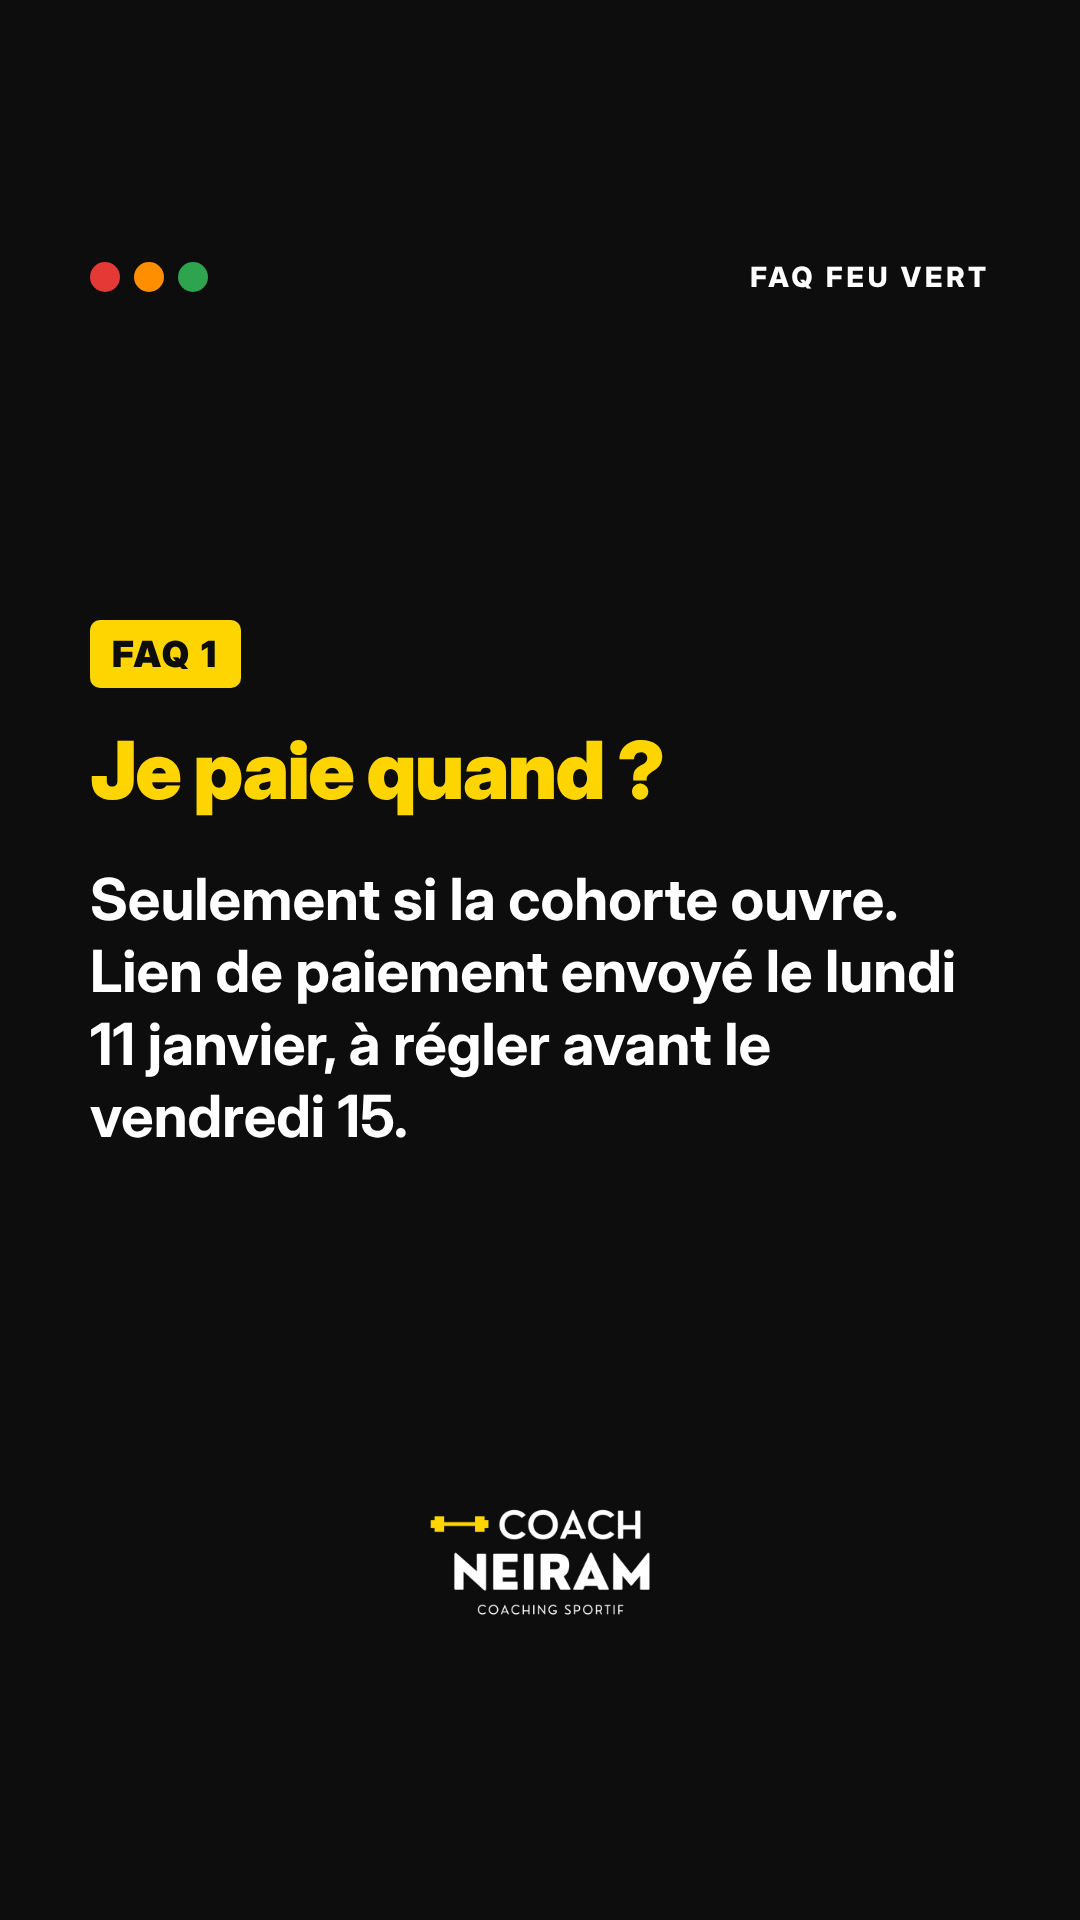 FAQ FEU VERT
FAQ 1
Je paie quand ?
Seulement si la cohorte ouvre.
Lien de paiement envoyé le lundi
11 janvier, à régler avant le
vendredi 15.
COACH
NEIRAM
COACHING SPORTIF